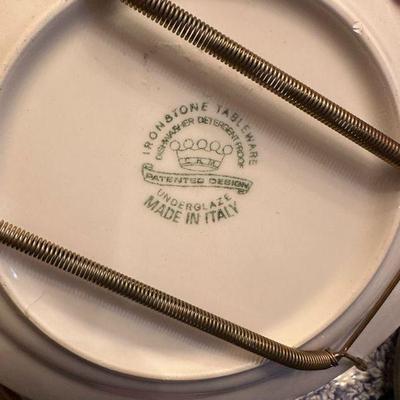 IRONSTONE TABLEWARE
DISHWASHER DETERGENT PROOF
PATENTED DESIGN
UNDERGLAZE
MADE IN ITALY